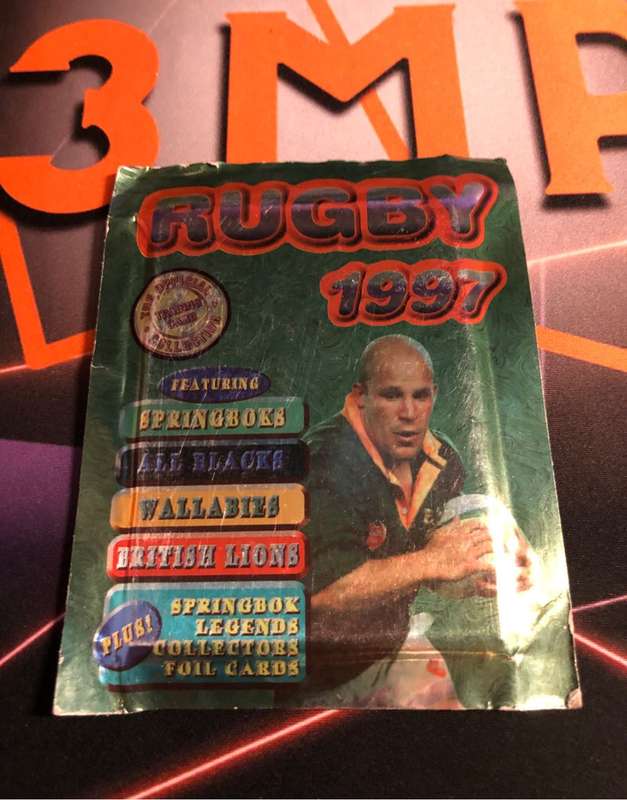 3MP
RUGBY
1997
THE OFFICIAL
TRADING
CARD
COLLECTION
FEATURING
SPRINGBOKS
ALL BLACKS
WALLABIES
BRITISH LIONS
PLUS!
SPRINGBOK
LEGENDS
COLLECTORS
FOIL CARDS